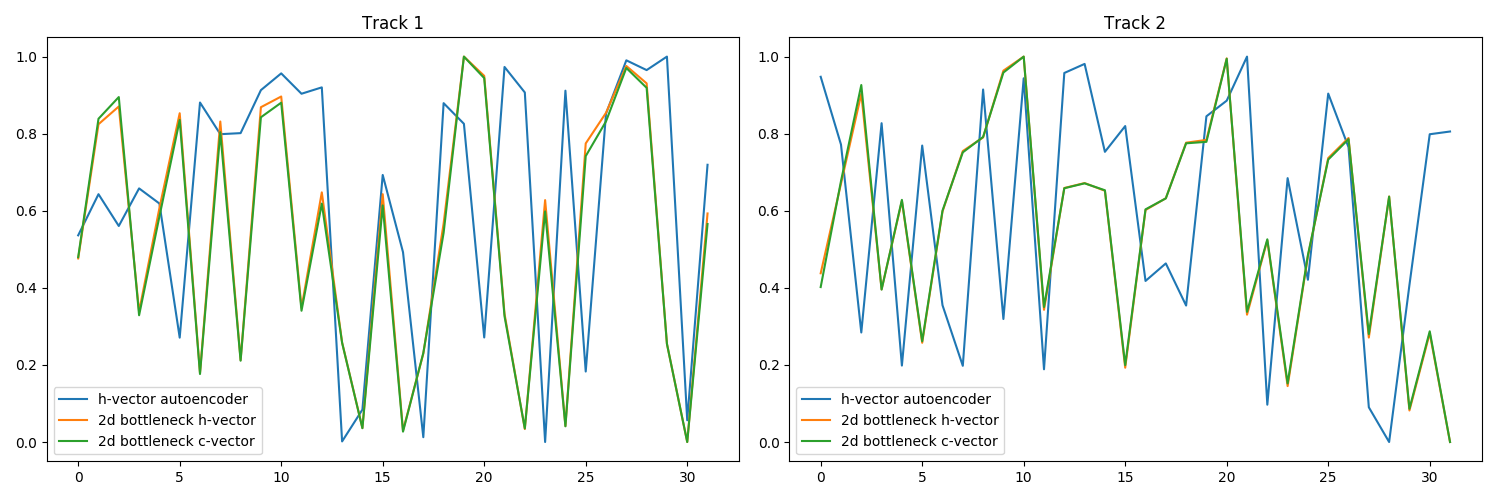 Track 1
1.0
0.8
0.6
0.4
0.2
0.0
h-vector autoencoder
2d bottleneck h-vector
2d bottleneck c-vector
0 5 10 15 20 25 30
Track 2
1.0
0.8
0.6
0.4
0.2
0.0
h-vector autoencoder
2d bottleneck h-vector
2d bottleneck c-vector
0 5 10 15 20 25 30